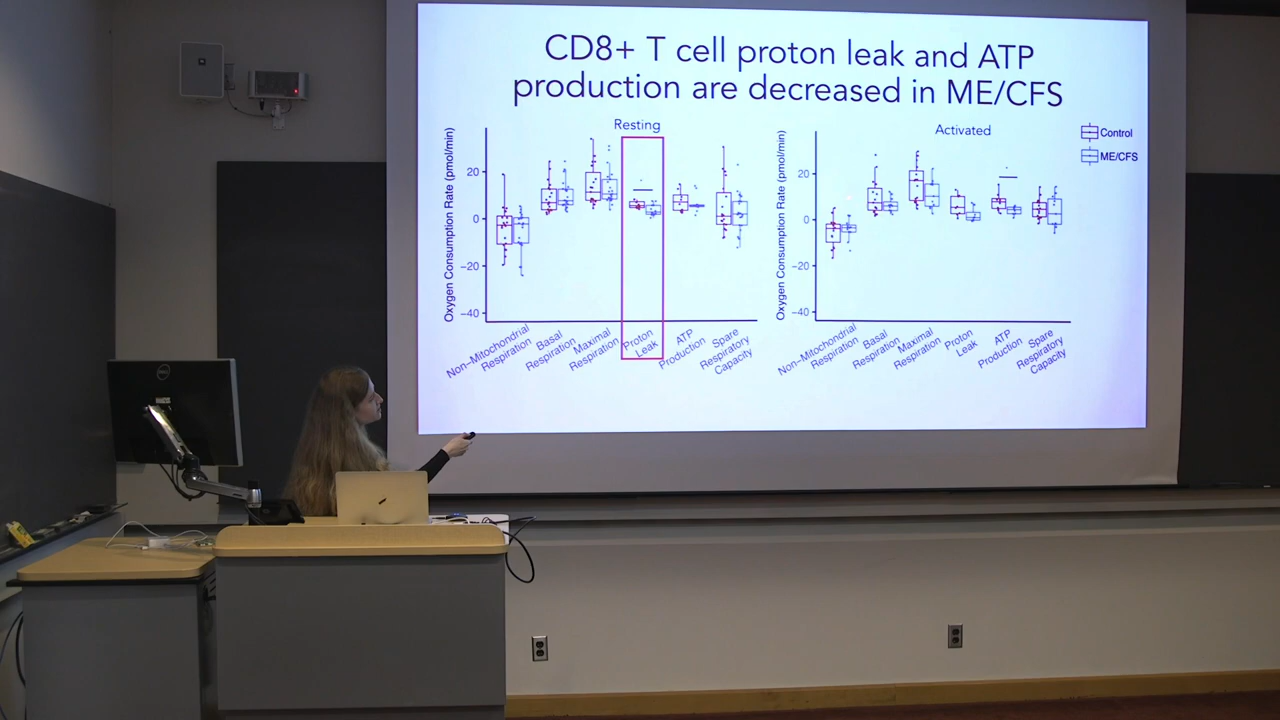 CD8+ T cell proton leak and ATP
production are decreased in ME/CFS
Resting
Oxygen Consumption Rate (pmol/min)
20
0
−20
−40
Non−Mitochondrial
Respiration
Basal
Respiration
Maximal
Respiration
Proton
Leak
ATP
Production
Spare
Respiratory
Capacity
Activated
Oxygen Consumption Rate (pmol/min)
20
0
−20
−40
Non−Mitochondrial
Respiration
Basal
Respiration
Maximal
Respiration
Proton
Leak
ATP
Production
Spare
Respiratory
Capacity
Control
ME/CFS
DELL